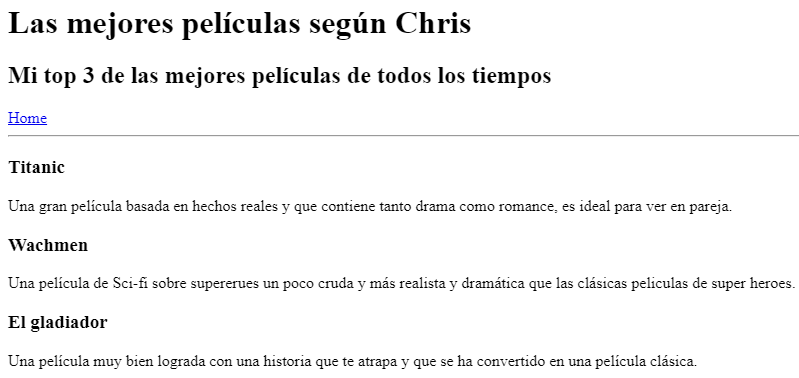 Las mejores películas según Chris
Mi top 3 de las mejores películas de todos los tiempos
Home
Titanic
Una gran película basada en hechos reales y que contiene tanto drama como romance, es ideal para ver en pareja.
Wachmen
Una película de Sci-fi sobre supererues un poco cruda y más realista y dramática que las clásicas peliculas de super heroes.
El gladiador
Una película muy bien lograda con una historia que te atrapa y que se ha convertido en una película clásica.